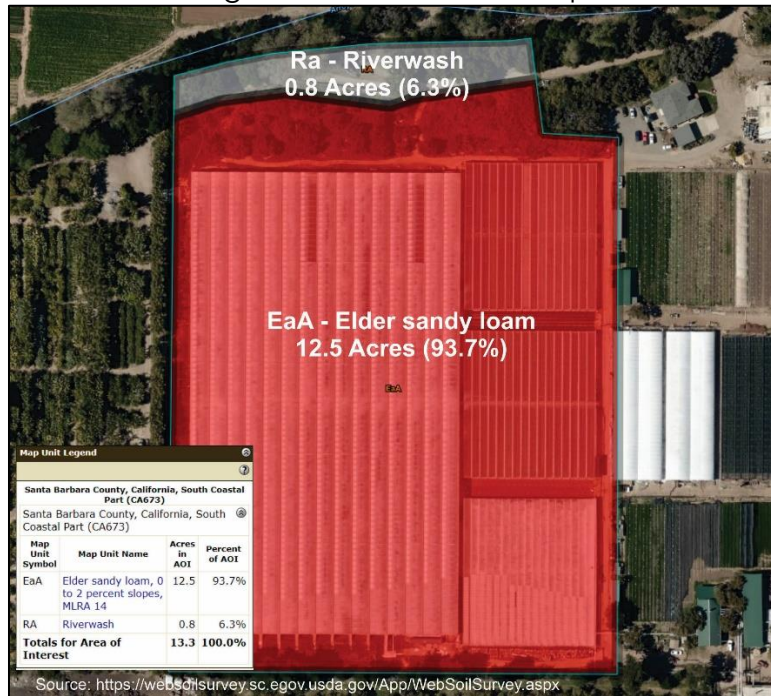 Ra - Riverwash
RA
0.8 Acres (6.3%)
EaA - Elder sandy loam
12.5 Acres (93.7%)
EaA
Map Unit Legend
Santa Barbara County, California, South Coastal
Part (CA673)
Santa Barbara County, California, South
Coastal Part (CA673)
Map Unit Symbol Map Unit Name Acres in AOI Percent of AOI
EaA Elder sandy loam, 0 12.5 93.7%
to 2 percent slopes,
MLRA 14
RA Riverwash 0.8 6.3%
Totals for Area of 13.3 100.0%
Interest
Source: https://websoilsurvey.sc.egov.usda.gov/App/WebSoilSurvey.aspx